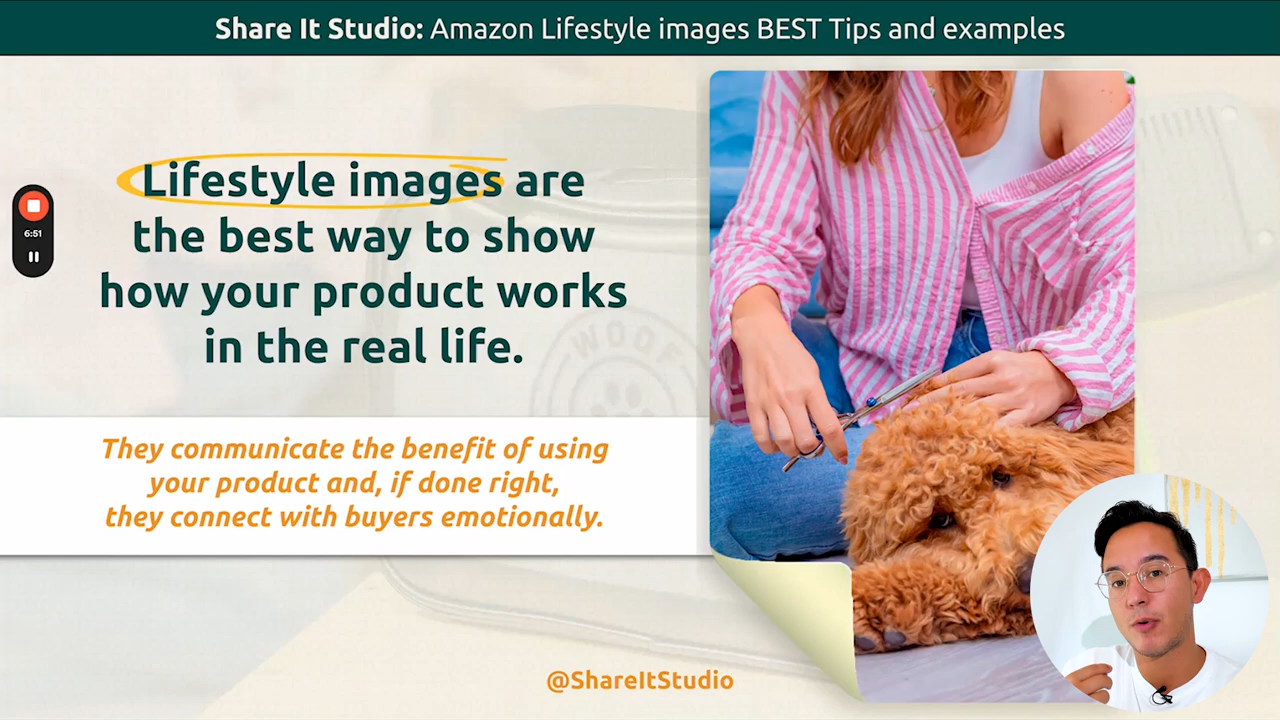 Share It Studio: Amazon Lifestyle images BEST Tips and examples
Lifestyle images are
the best way to show
how your product works
in the real life.
6:51
WOOF
They communicate the benefit of using
your product and, if done right,
they connect with buyers emotionally.
@ShareItStudio